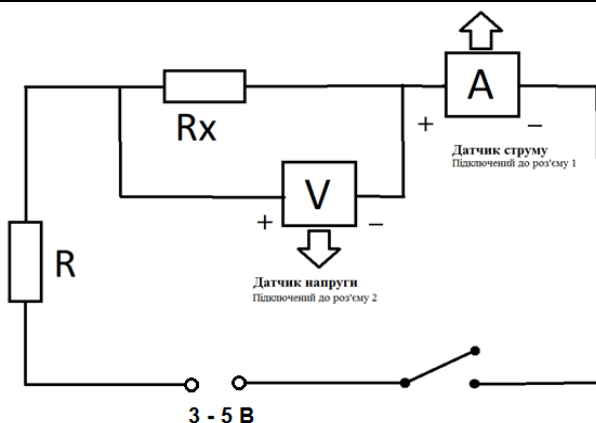 A
Rx
+ −
Датчик струму
Підключений до роз'єму 1
V
+ −
R
Датчик напруги
Підключений до роз'єму 2
3 - 5 В